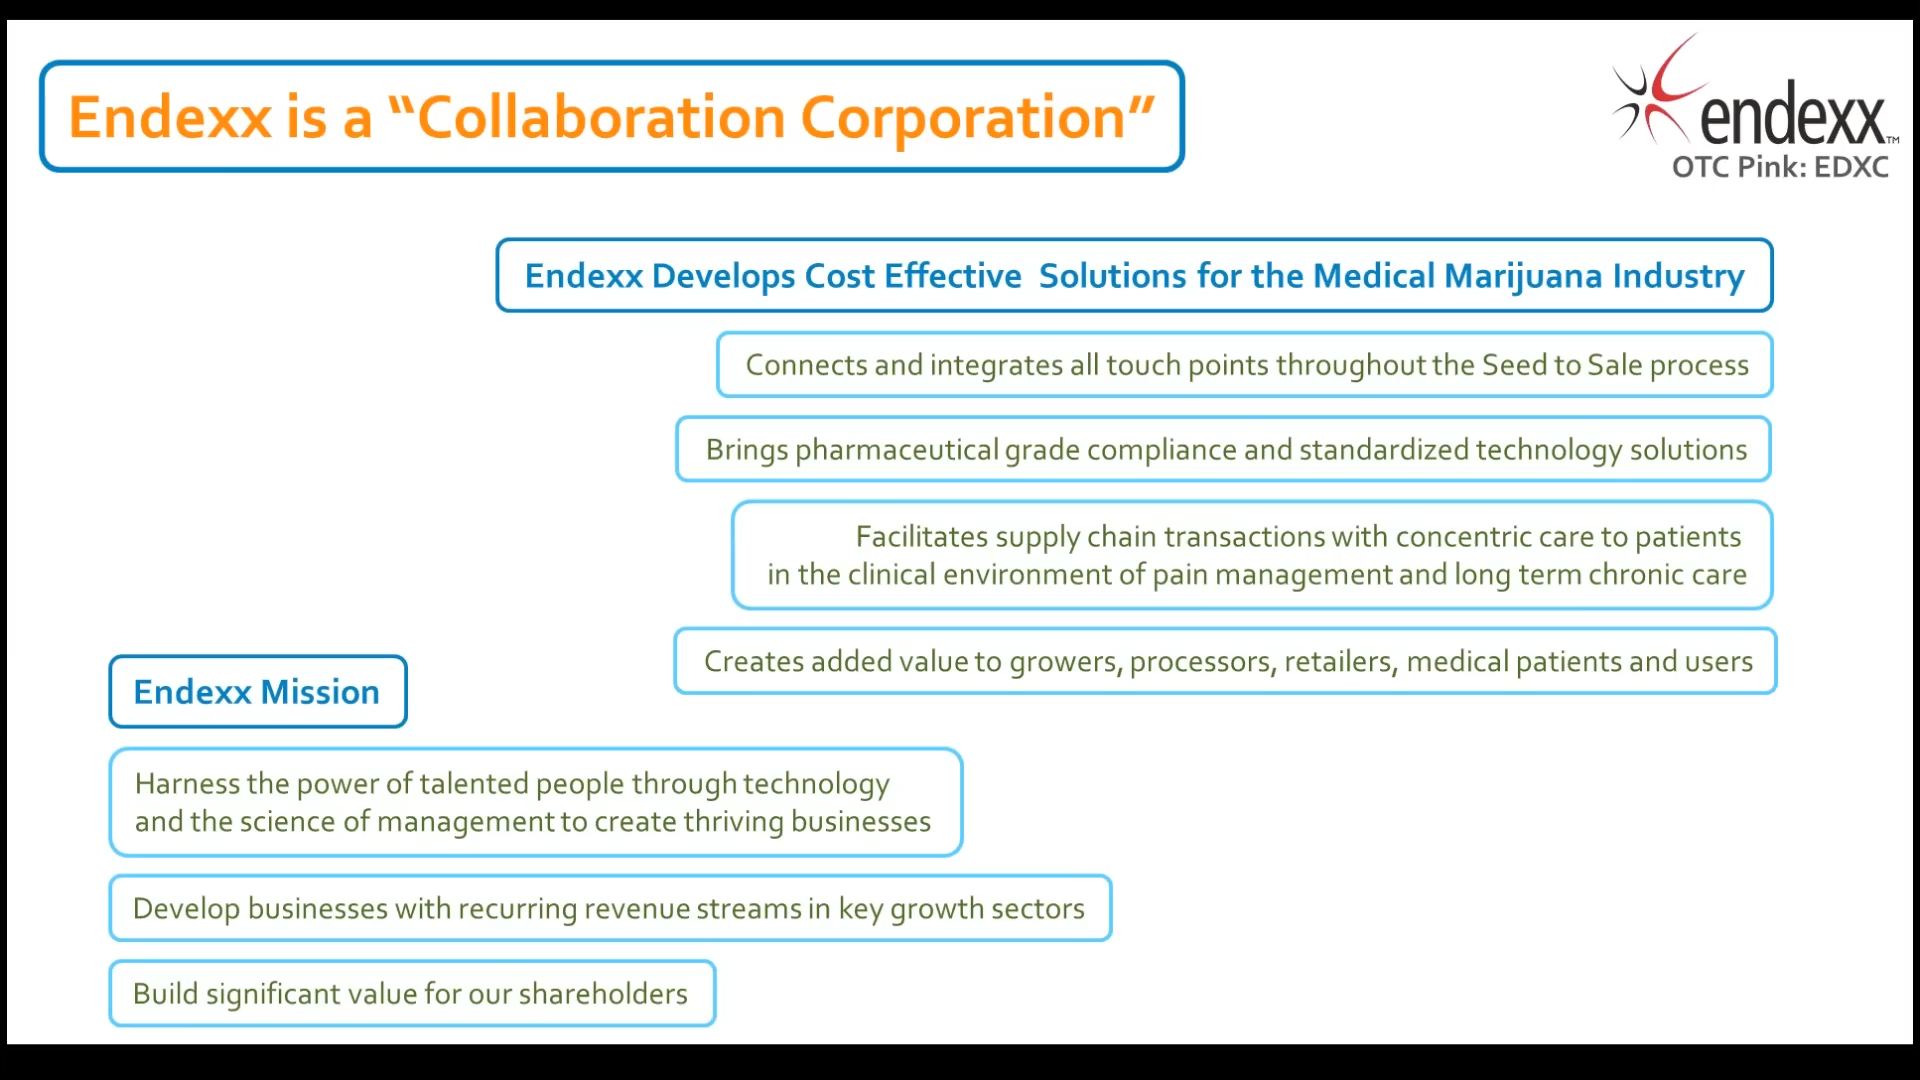 Endexx is a “Collaboration Corporation”
endexx™
OTC Pink: EDXC
Endexx Develops Cost Effective Solutions for the Medical Marijuana Industry
Connects and integrates all touch points throughout the Seed to Sale process
Brings pharmaceutical grade compliance and standardized technology solutions
Facilitates supply chain transactions with concentric care to patients
in the clinical environment of pain management and long term chronic care
Creates added value to growers, processors, retailers, medical patients and users
Endexx Mission
Harness the power of talented people through technology
and the science of management to create thriving businesses
Develop businesses with recurring revenue streams in key growth sectors
Build significant value for our shareholders